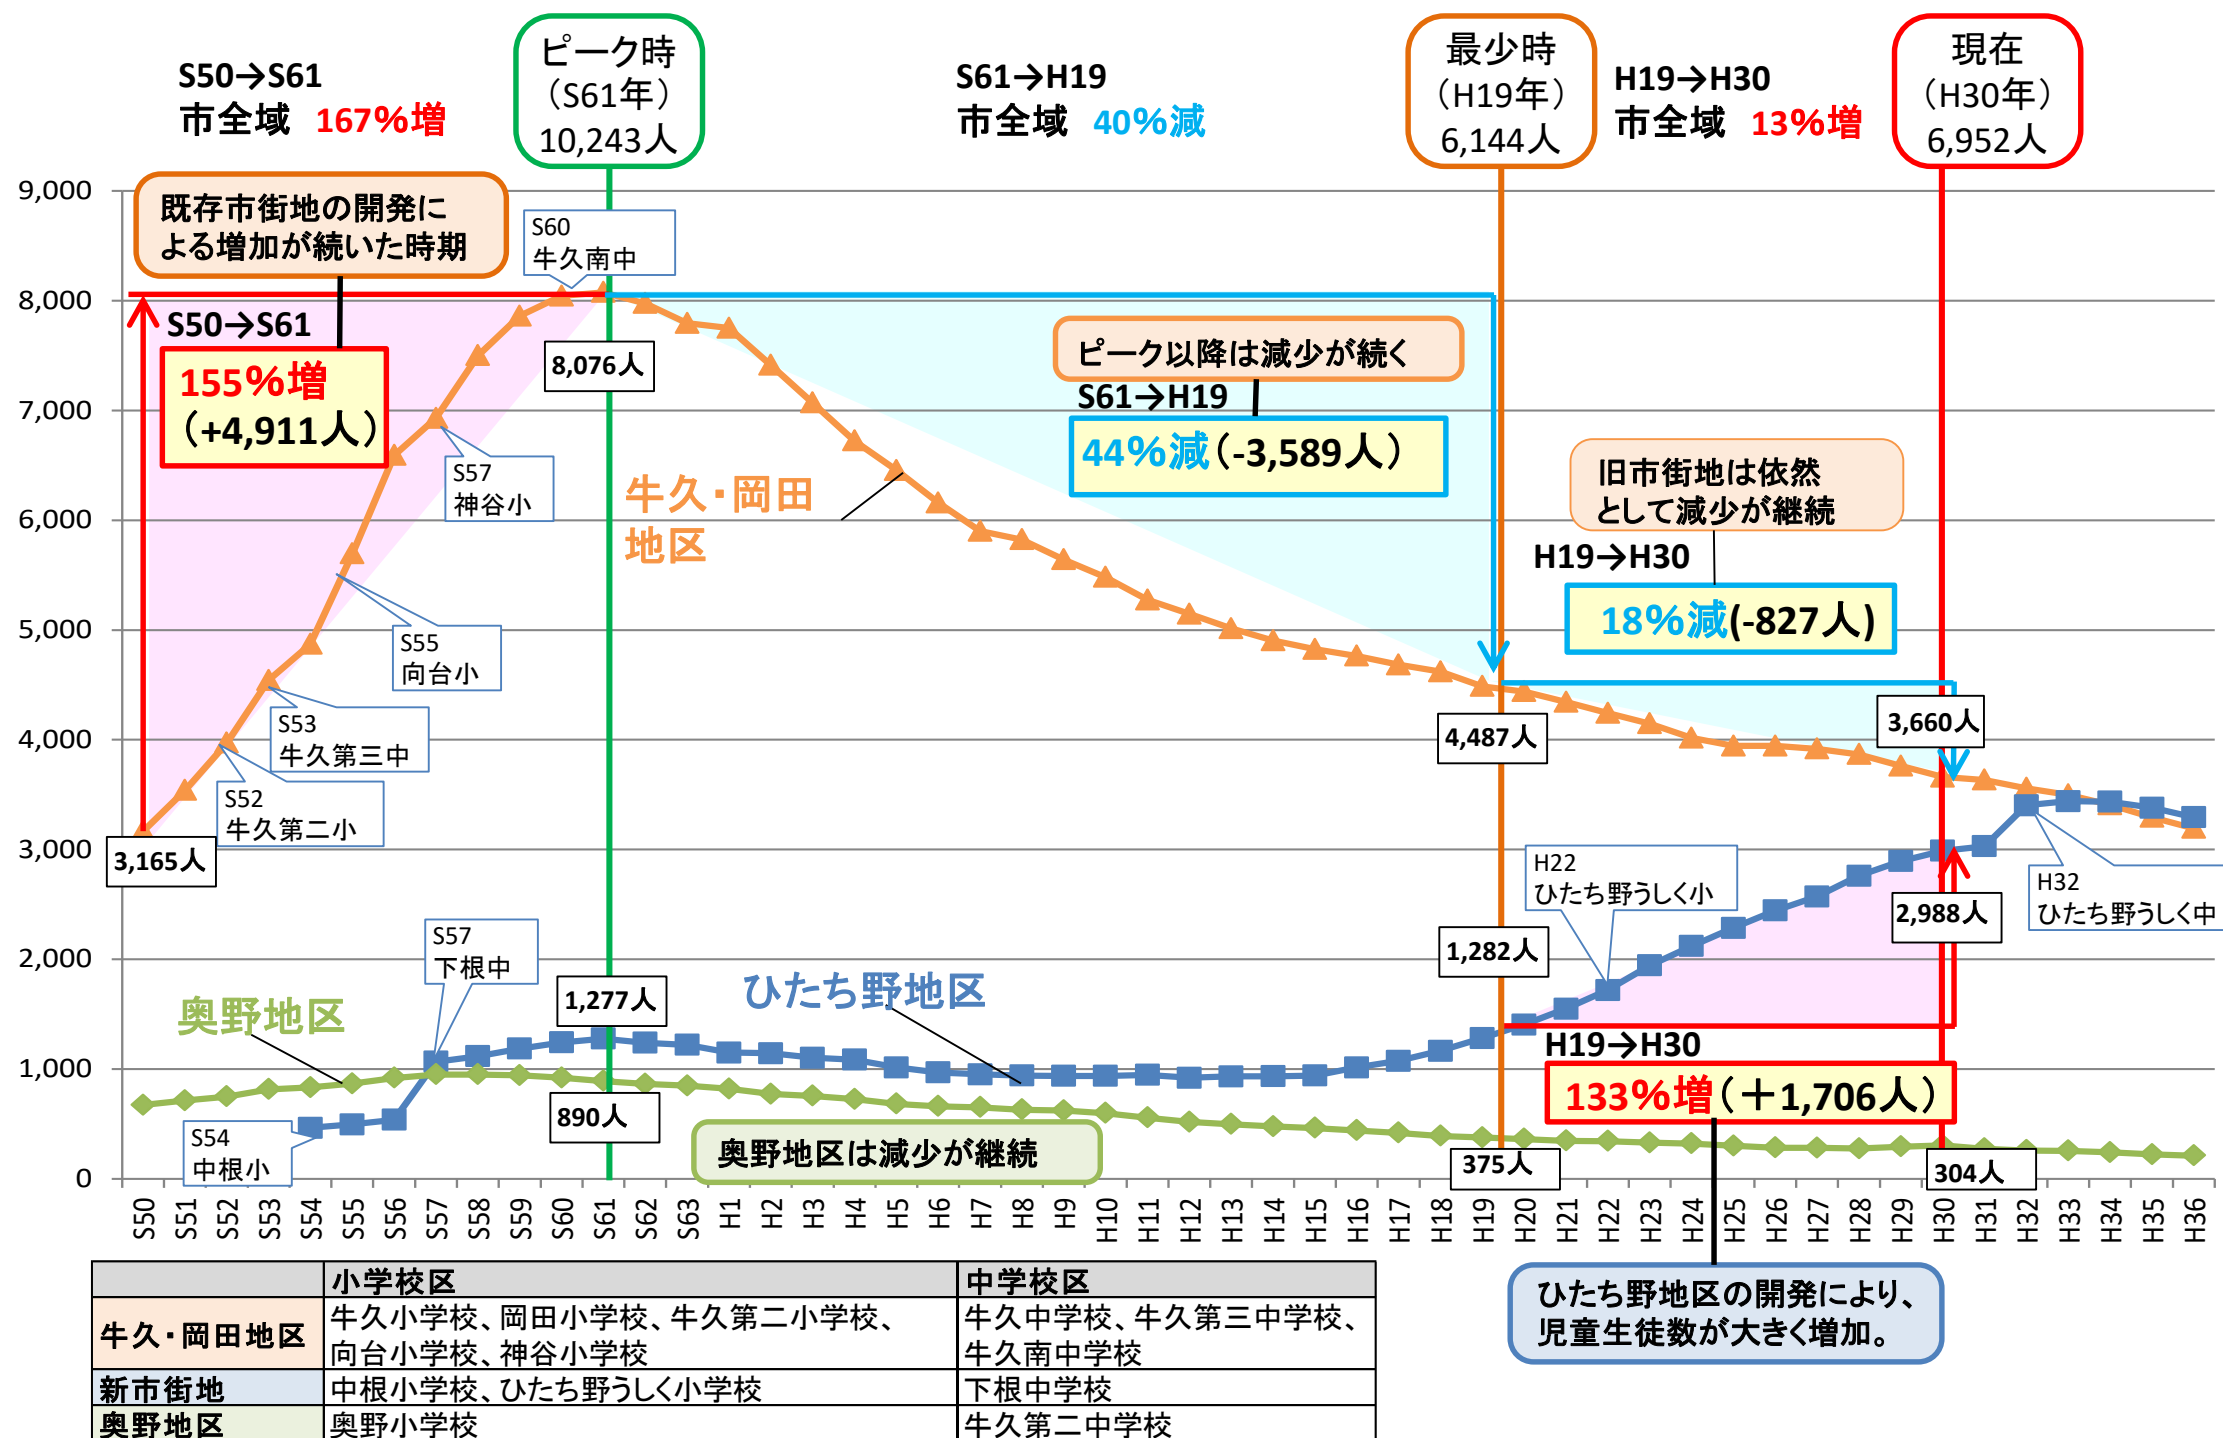 S50→S61
市全域 167%増
ピーク時
（S61年）
10,243人
S61→H19
市全域 40%減
最少時
（H19年）
6,144人
H19→H30
市全域 13%増
現在
（H30年）
6,952人
9,000
8,000
7,000
6,000
5,000
4,000
3,000
2,000
1,000
0
既存市街地の開発に
よる増加が続いた時期
S60
牛久南中
S50→S61
155%増
（+4,911人）
8,076人
ピーク以降は減少が続く
S61→H19
44%減（-3,589人）
S57
神谷小
牛久・岡田
地区
旧市街地は依然
として減少が継続
H19→H30
18%減(-827人)
S55
向台小
S53
牛久第三中
S52
牛久第二小
3,165人
4,487人
3,660人
H22
ひたち野うしく小
H32
ひたち野うしく中
2,988人
S57
下根中
1,277人
ひたち野地区
1,282人
奥野地区
H19→H30
133%増（＋1,706人）
890人
S54
中根小
奥野地区は減少が継続
375人
304人
S50 S51 S52 S53 S54 S55 S56 S57 S58 S59 S60 S61 S62 S63 H1 H2 H3 H4 H5 H6 H7 H8 H9 H10 H11 H12 H13 H14 H15 H16 H17 H18 H19 H20 H21 H22 H23 H24 H25 H26 H27 H28 H29 H30 H31 H32 H33 H34 H35 H36
ひたち野地区の開発により、
児童生徒数が大きく増加。
小学校区 中学校区
牛久・岡田地区 牛久小学校、岡田小学校、牛久第二小学校、 牛久中学校、牛久第三中学校、
向台小学校、神谷小学校 牛久南中学校
新市街地 中根小学校、ひたち野うしく小学校 下根中学校
奥野地区 奥野小学校 牛久第二中学校